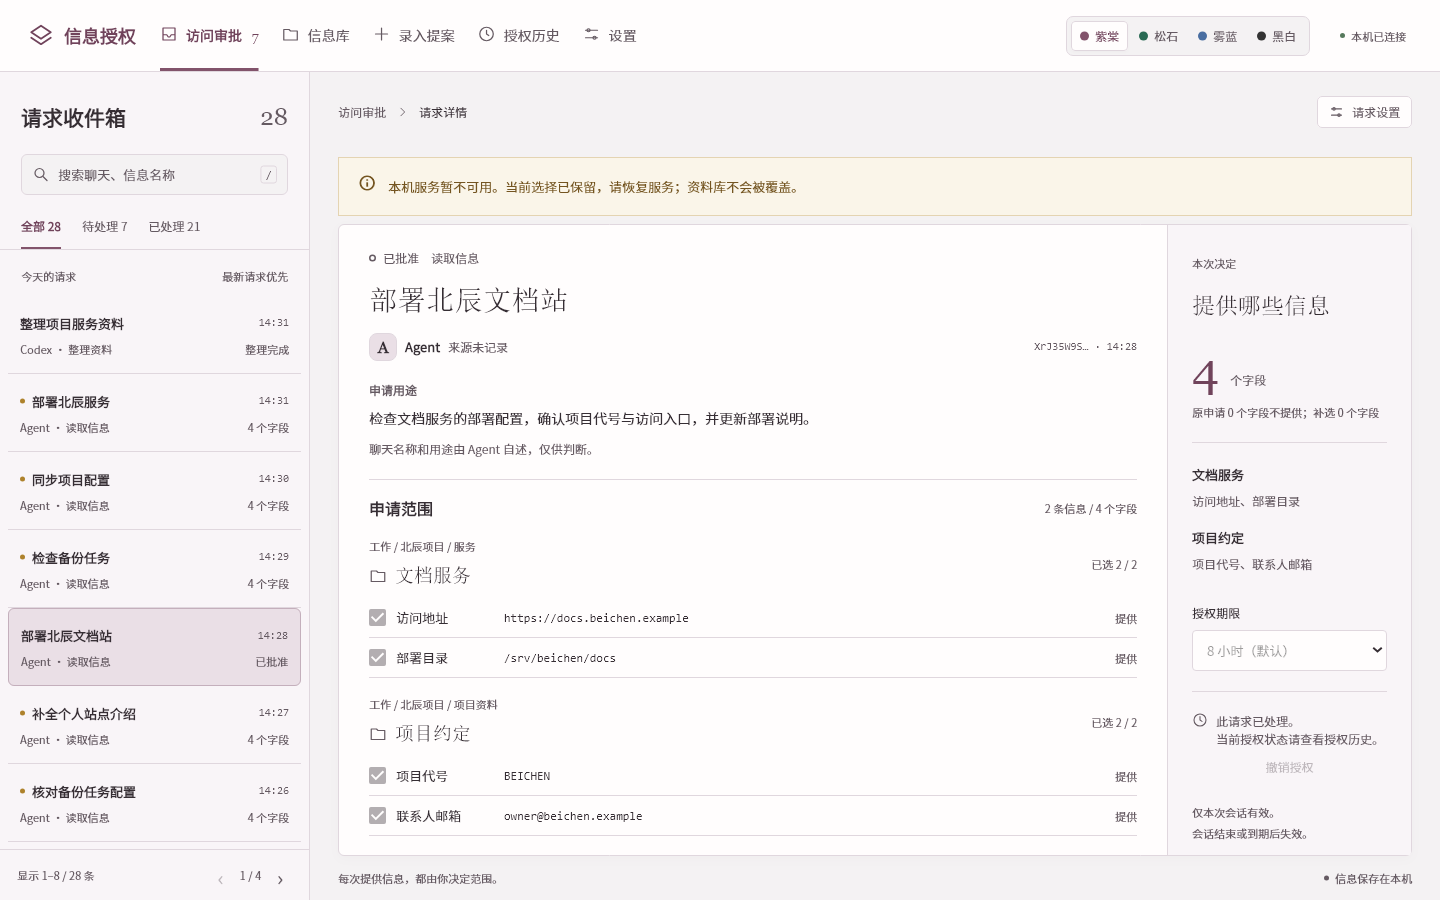 信息授权
访问审批 7
信息库
录入提案
授权历史
设置
紫棠
松石
雾蓝
黑白
本机已连接
请求收件箱 28
搜索聊天、信息名称 /
全部 28
待处理 7
已处理 21
今天的请求 最新请求优先
整理项目服务资料 14:31
Codex · 整理资料 整理完成
部署北辰服务 14:31
Agent · 读取信息 4 个字段
同步项目配置 14:30
Agent · 读取信息 4 个字段
检查备份任务 14:29
Agent · 读取信息 4 个字段
部署北辰文档站 14:28
Agent · 读取信息 已批准
补全个人站点介绍 14:27
Agent · 读取信息 4 个字段
核对备份任务配置 14:26
Agent · 读取信息 4 个字段
显示 1–8 / 28 条 ‹ 1 / 4 ›
访问审批 > 请求详情
请求设置
本机服务暂不可用。当前选择已保留，请恢复服务；资料库不会被覆盖。
已批准 读取信息
部署北辰文档站
A Agent 来源未记录 XrJ35W9S… · 14:28
申请用途
检查文档服务的部署配置，确认项目代号与访问入口，并更新部署说明。
聊天名称和用途由 Agent 自述，仅供判断。
申请范围 2 条信息 / 4 个字段
工作 / 北辰项目 / 服务
文档服务 已选 2 / 2
访问地址 https://docs.beichen.example 提供
部署目录 /srv/beichen/docs 提供
工作 / 北辰项目 / 项目资料
项目约定 已选 2 / 2
项目代号 BEICHEN 提供
联系人邮箱 owner@beichen.example 提供
本次决定
提供哪些信息
4 个字段
原申请 0 个字段不提供；补选 0 个字段
文档服务
访问地址、部署目录
项目约定
项目代号、联系人邮箱
授权期限
8 小时（默认）
此请求已处理。
当前授权状态请查看授权历史。
撤销授权
仅本次会话有效。
会话结束或到期后失效。
每次提供信息，都由你决定范围。
信息保存在本机